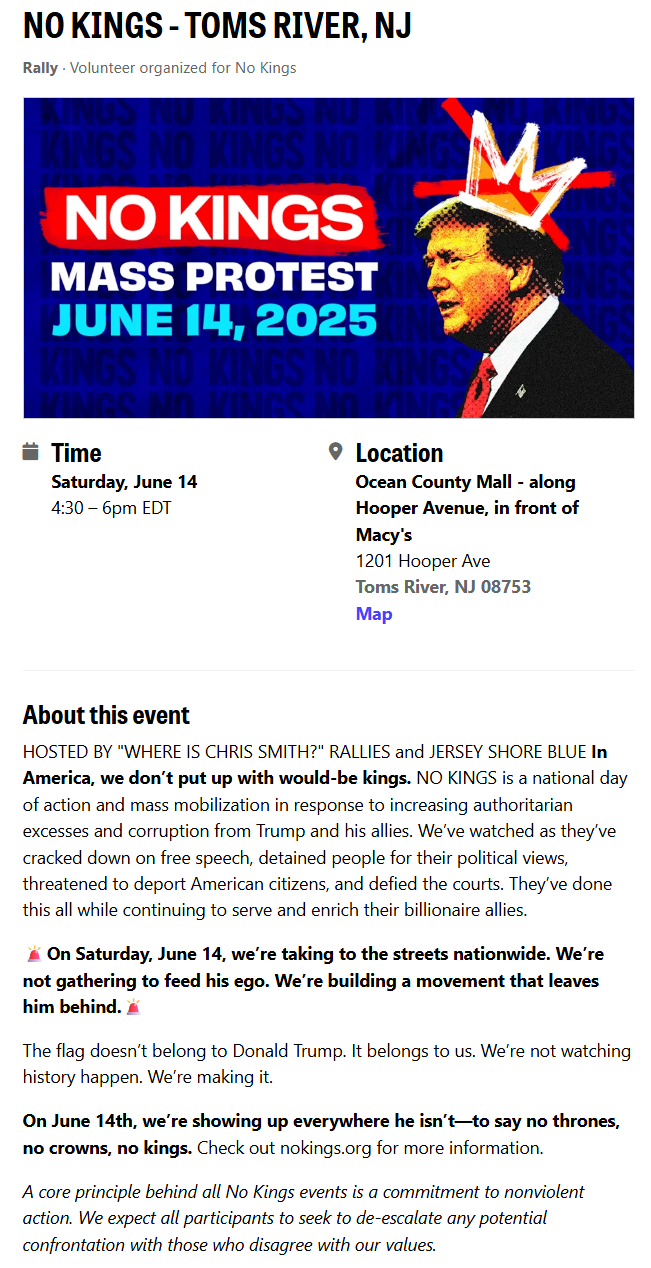 NO KINGS - TOMS RIVER, NJ
Rally · Volunteer organized for No Kings
NO KINGS
MASS PROTEST
JUNE 14, 2025
Time
Saturday, June 14
4:30 – 6pm EDT
Location
Ocean County Mall - along
Hooper Avenue, in front of
Macy's
1201 Hooper Ave
Toms River, NJ 08753
Map
About this event
HOSTED BY "WHERE IS CHRIS SMITH?" RALLIES and JERSEY SHORE BLUE In
America, we don’t put up with would-be kings. NO KINGS is a national day
of action and mass mobilization in response to increasing authoritarian
excesses and corruption from Trump and his allies. We’ve watched as they’ve
cracked down on free speech, detained people for their political views,
threatened to deport American citizens, and defied the courts. They’ve done
this all while continuing to serve and enrich their billionaire allies.
🚨 On Saturday, June 14, we’re taking to the streets nationwide. We’re
not gathering to feed his ego. We’re building a movement that leaves
him behind. 🚨
The flag doesn’t belong to Donald Trump. It belongs to us. We’re not watching
history happen. We’re making it.
On June 14th, we’re showing up everywhere he isn’t—to say no thrones,
no crowns, no kings. Check out nokings.org for more information.
A core principle behind all No Kings events is a commitment to nonviolent
action. We expect all participants to seek to de-escalate any potential
confrontation with those who disagree with our values.